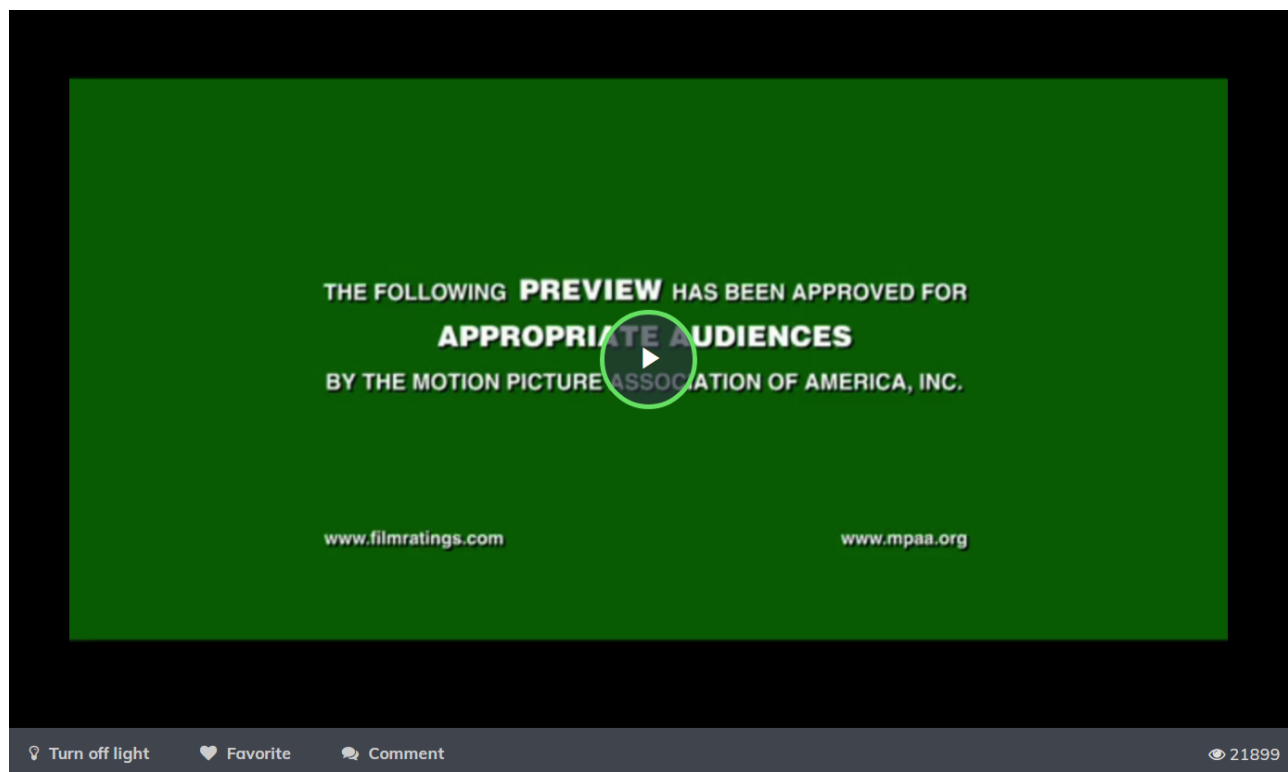 THE FOLLOWING PREVIEW HAS BEEN APPROVED FOR
APPROPRIATE AUDIENCES
BY THE MOTION PICTURE ASSOCIATION OF AMERICA, INC.
www.filmratings.com www.mpaa.org
Turn off light Favorite Comment 21899